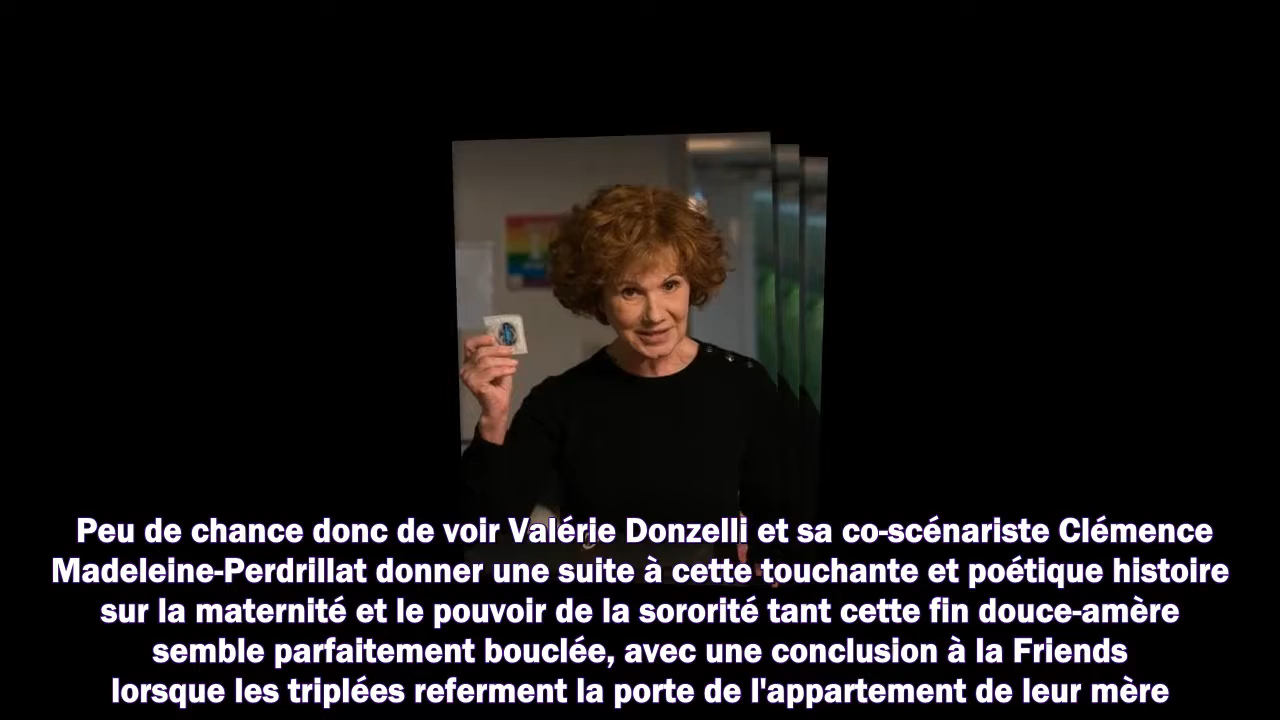 Peu de chance donc de voir Valérie Donzelli et sa co-scénariste Clémence
Madeleine-Perdrillat donner une suite à cette touchante et poétique histoire
sur la maternité et le pouvoir de la sororité tant cette fin douce-amère
semble parfaitement bouclée, avec une conclusion à la Friends
lorsque les triplées referment la porte de l'appartement de leur mère